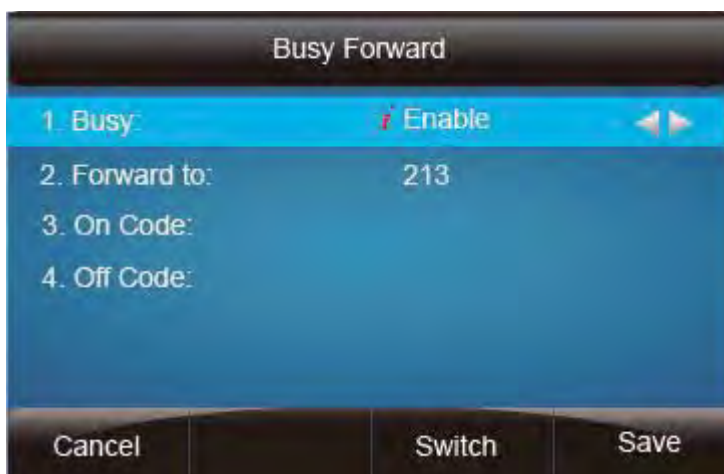 Busy Forward
1. Busy: i Enable
2. Forward to: 213
3. On Code:
4. Off Code:
Cancel Switch Save